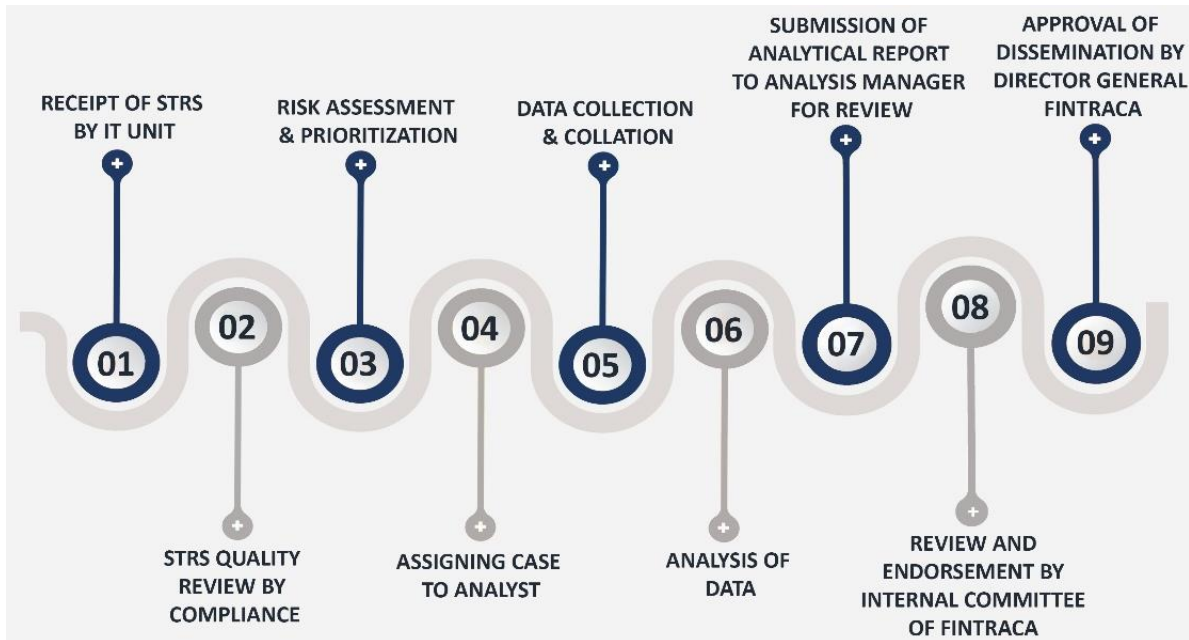 RECEIPT OF STRS
BY IT UNIT
01
02
STRS QUALITY
REVIEW BY
COMPLIANCE
RISK ASSESSMENT
& PRIORITIZATION
03
04
ASSIGNING CASE
TO ANALYST
DATA COLLECTION
& COLLATION
05
06
ANALYSIS OF
DATA
SUBMISSION OF
ANALYTICAL REPORT
TO ANALYSIS MANAGER
FOR REVIEW
07
08
REVIEW AND
ENDORSEMENT BY
INTERNAL COMMITTEE
OF FINTRACA
APPROVAL OF
DISSEMINATION BY
DIRECTOR GENERAL
FINTRACA
09